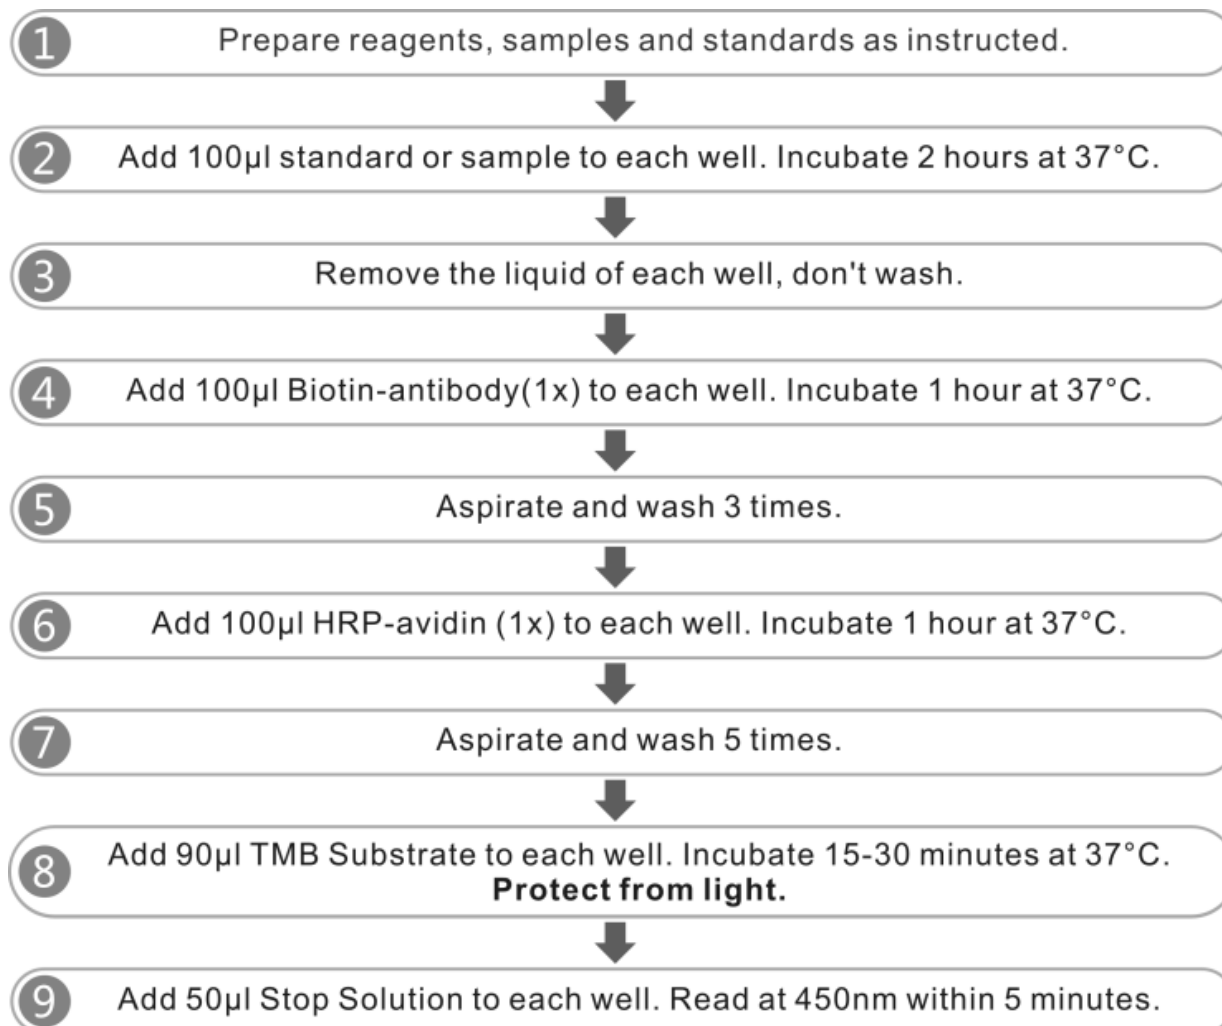 1 Prepare reagents, samples and standards as instructed.
2 Add 100µl standard or sample to each well. Incubate 2 hours at 37°C.
3 Remove the liquid of each well, don't wash.
4 Add 100µl Biotin-antibody(1x) to each well. Incubate 1 hour at 37°C.
5 Aspirate and wash 3 times.
6 Add 100µl HRP-avidin (1x) to each well. Incubate 1 hour at 37°C.
7 Aspirate and wash 5 times.
8 Add 90µl TMB Substrate to each well. Incubate 15-30 minutes at 37°C.
Protect from light.
9 Add 50µl Stop Solution to each well. Read at 450nm within 5 minutes.